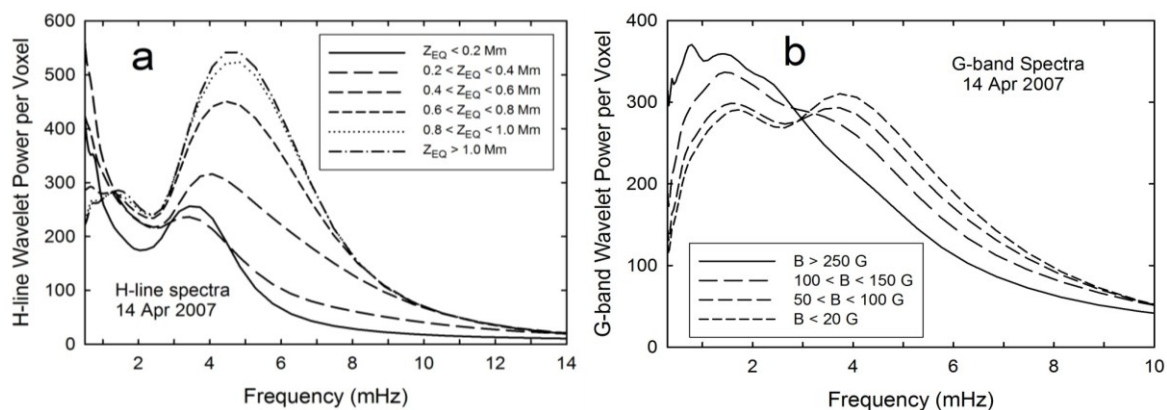 a
H-line Wavelet Power per Voxel
600
500
400
300
200
100
0
Z_EQ < 0.2 Mm
0.2 < Z_EQ < 0.4 Mm
0.4 < Z_EQ < 0.6 Mm
0.6 < Z_EQ < 0.8 Mm
0.8 < Z_EQ < 1.0 Mm
Z_EQ > 1.0 Mm
H-line spectra
14 Apr 2007
2 4 6 8 10 12 14
Frequency (mHz)
b
G-band Wavelet Power per Voxel
400
300
200
100
0
G-band Spectra
14 Apr 2007
B > 250 G
100 < B < 150 G
50 < B < 100 G
B < 20 G
2 4 6 8 10
Frequency (mHz)